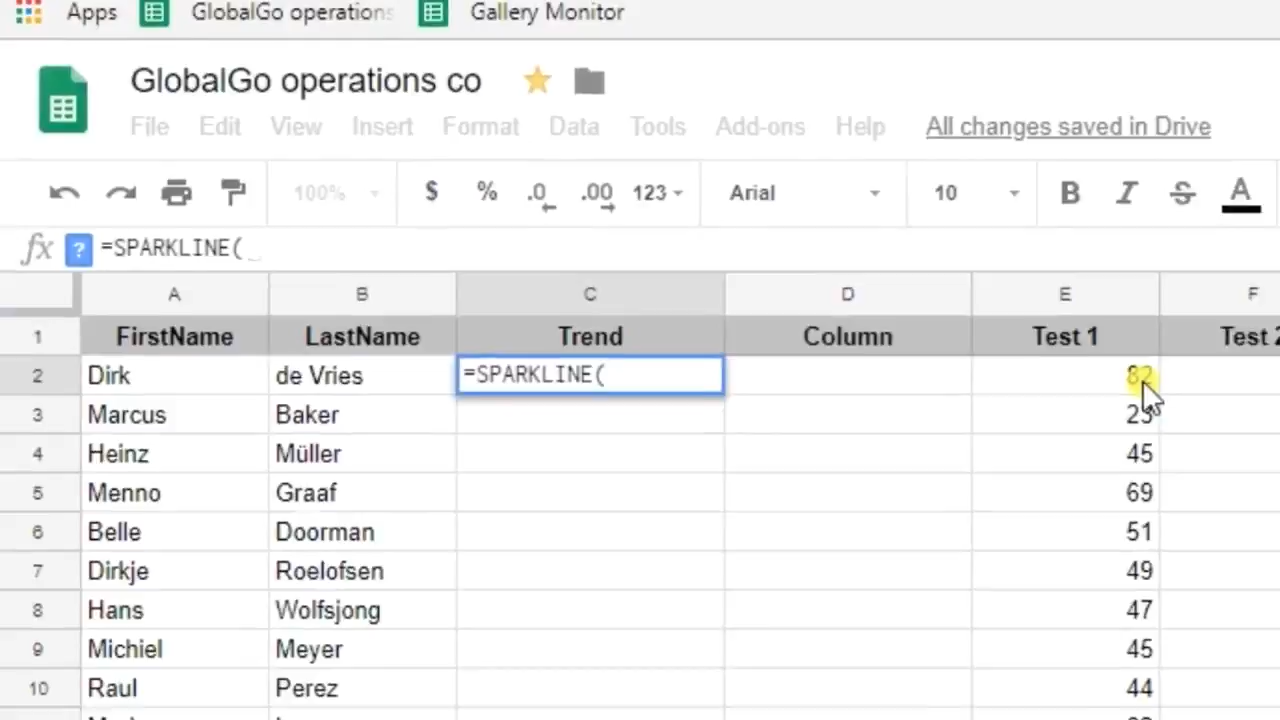 Apps GlobalGo operations Gallery Monitor
GlobalGo operations co
File Edit View Insert Format Data Tools Add-ons Help All changes saved in Drive
100% $ % .0 .00 123 Arial 10 B I S A
fx ? =SPARKLINE(
A B C D E F
1 FirstName LastName Trend Column Test 1 Test 2
2 Dirk de Vries =SPARKLINE( 82
3 Marcus Baker
4 Heinz Müller 45
5 Menno Graaf 69
6 Belle Doorman 51
7 Dirkje Roelofsen 49
8 Hans Wolfsjong 47
9 Michiel Meyer 45
10 Raul Perez 44